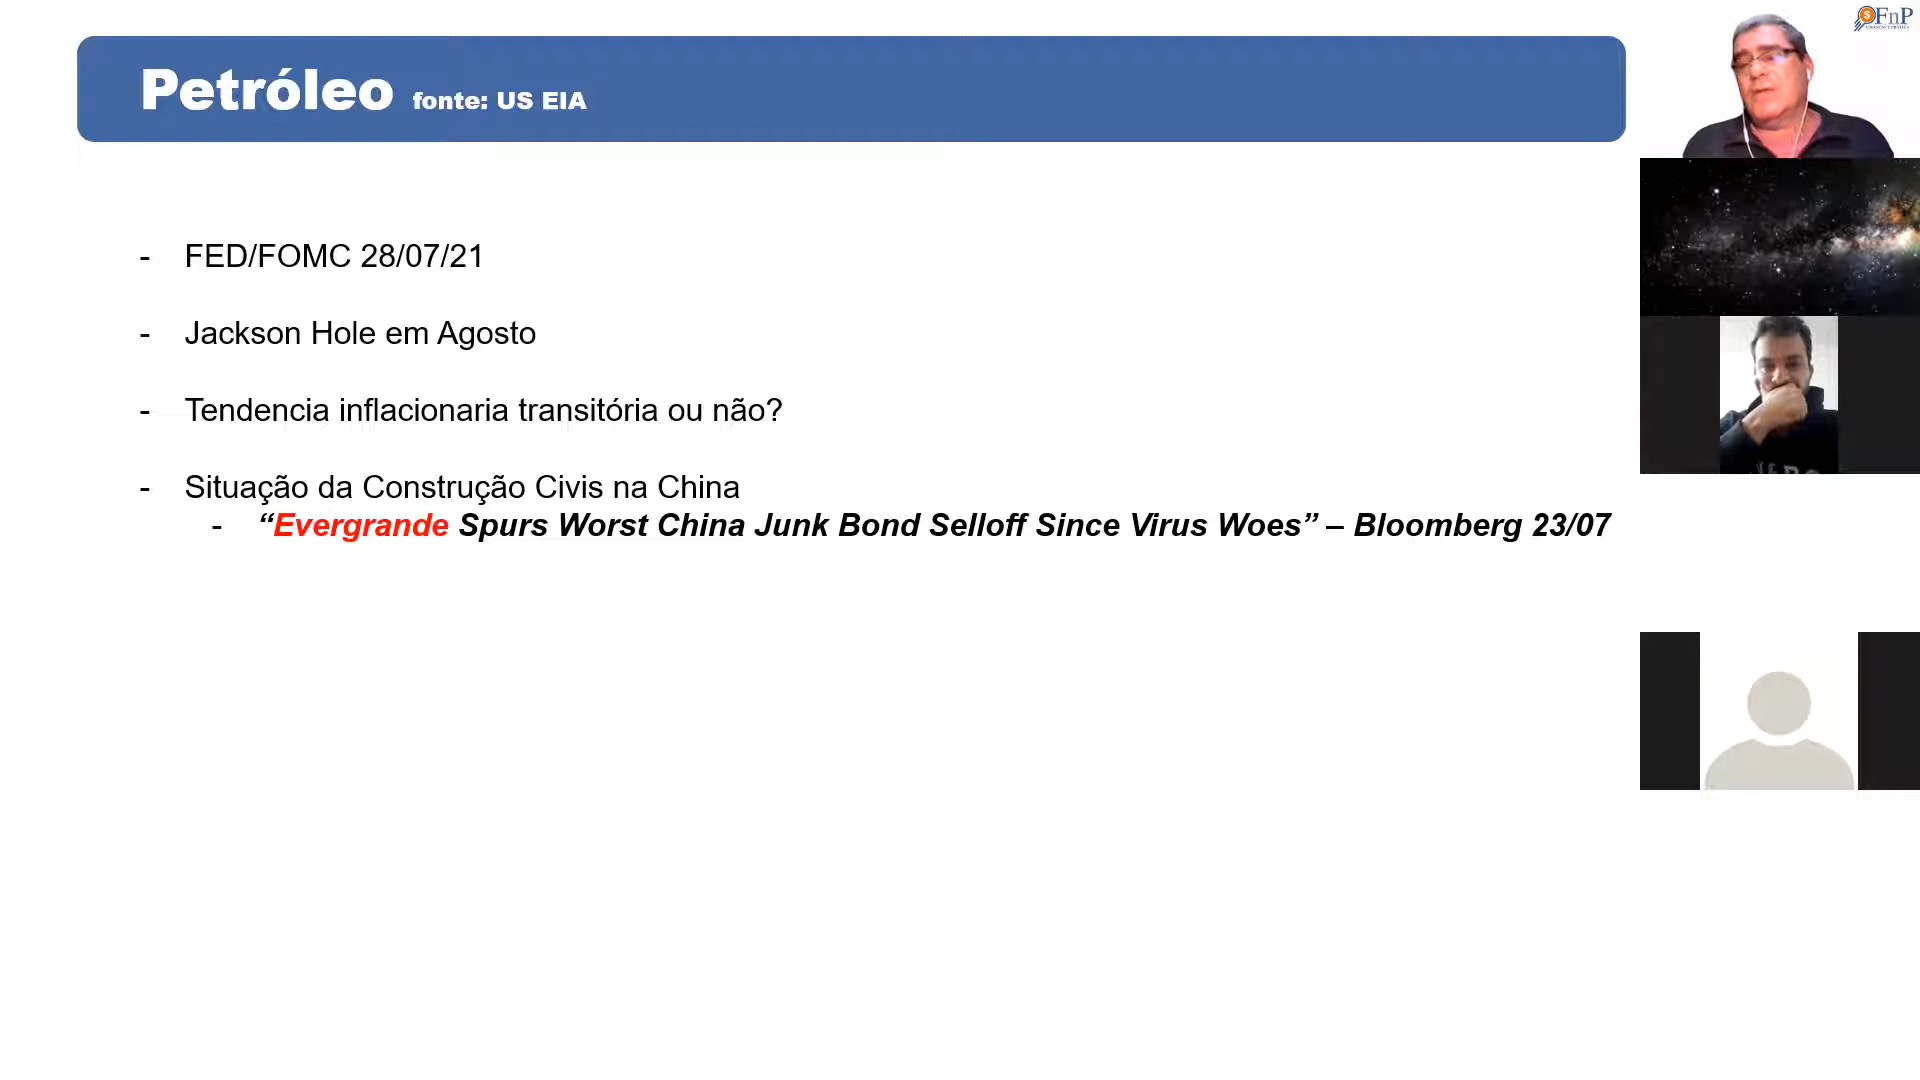 Petróleo fonte: US EIA
FnP
- FED/FOMC 28/07/21
- Jackson Hole em Agosto
- Tendencia inflacionaria transitória ou não?
- Situação da Construção Civis na China
- “Evergrande Spurs Worst China Junk Bond Selloff Since Virus Woes” – Bloomberg 23/07